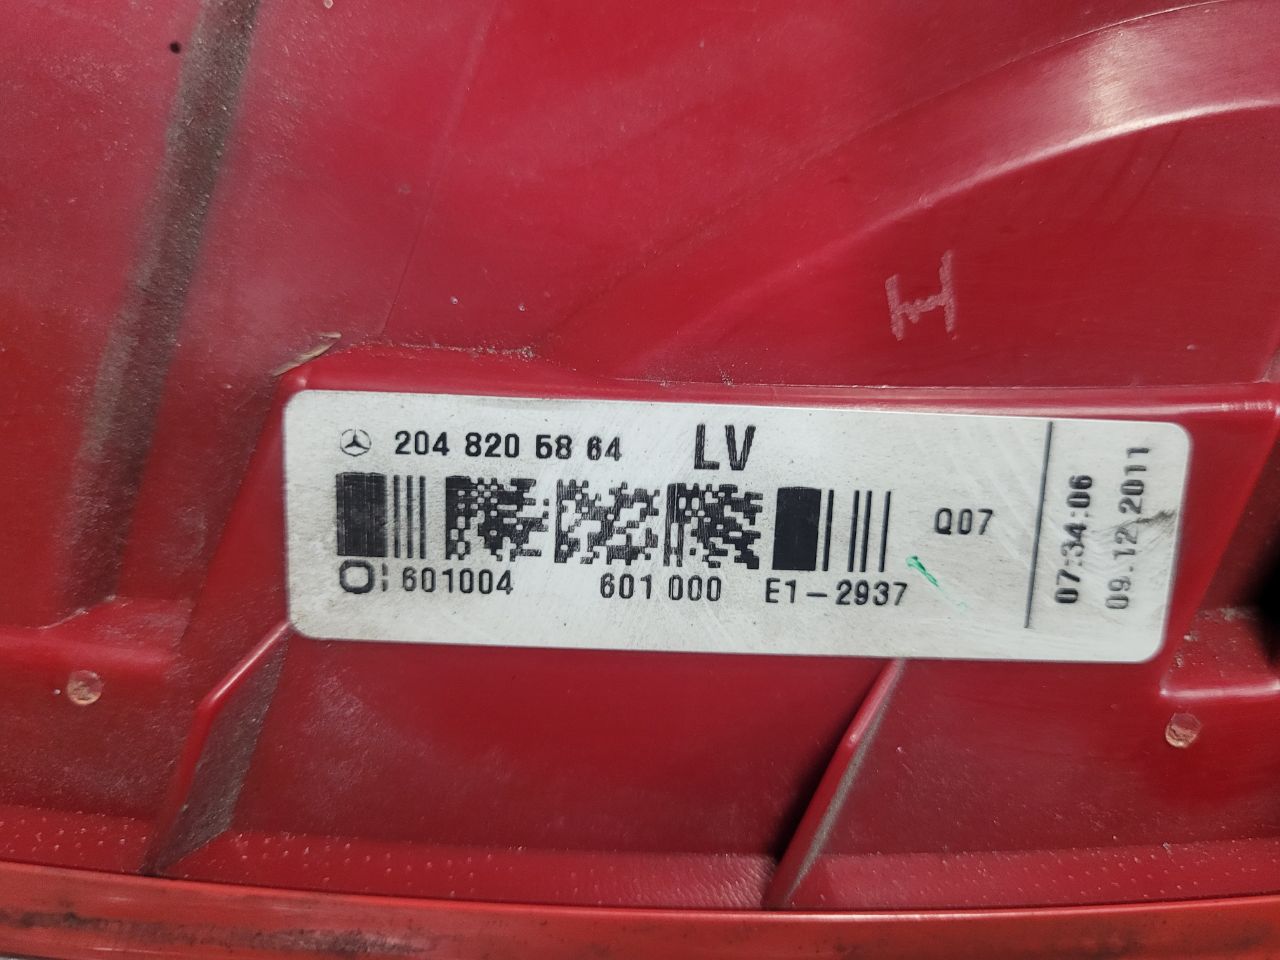 204 820 58 64 LV
Q07
O: 601004 601 000 E1-2937
07:34:06
09.12.2011
H